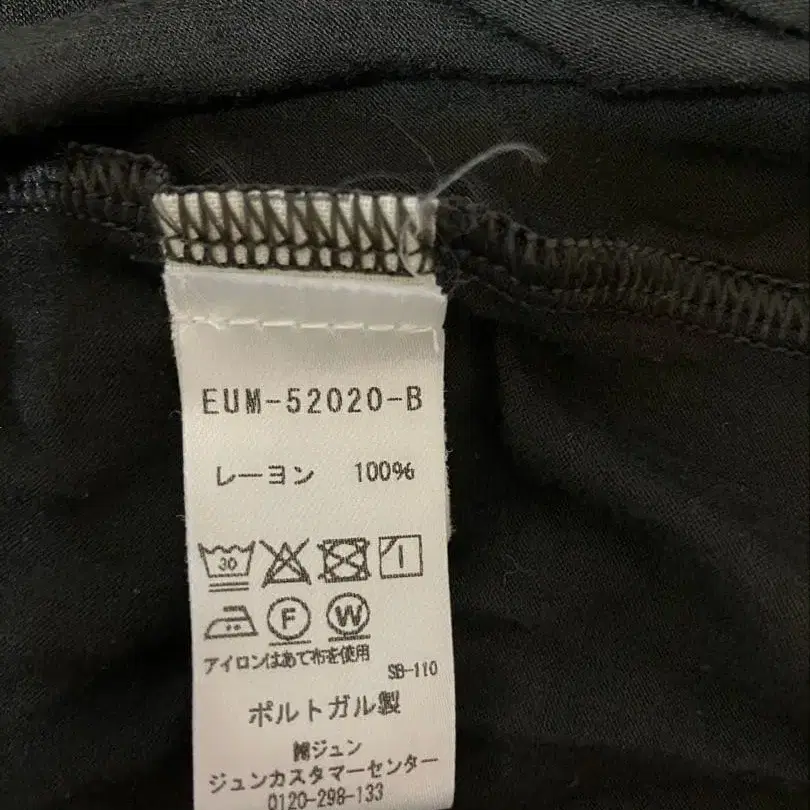 EUM-52020-B
レーヨン 100%
30
F W
アイロンはあて布を使用
SB-110
ポルトガル製
㈱ジュン
ジュンカスタマーセンター
0120-298-133